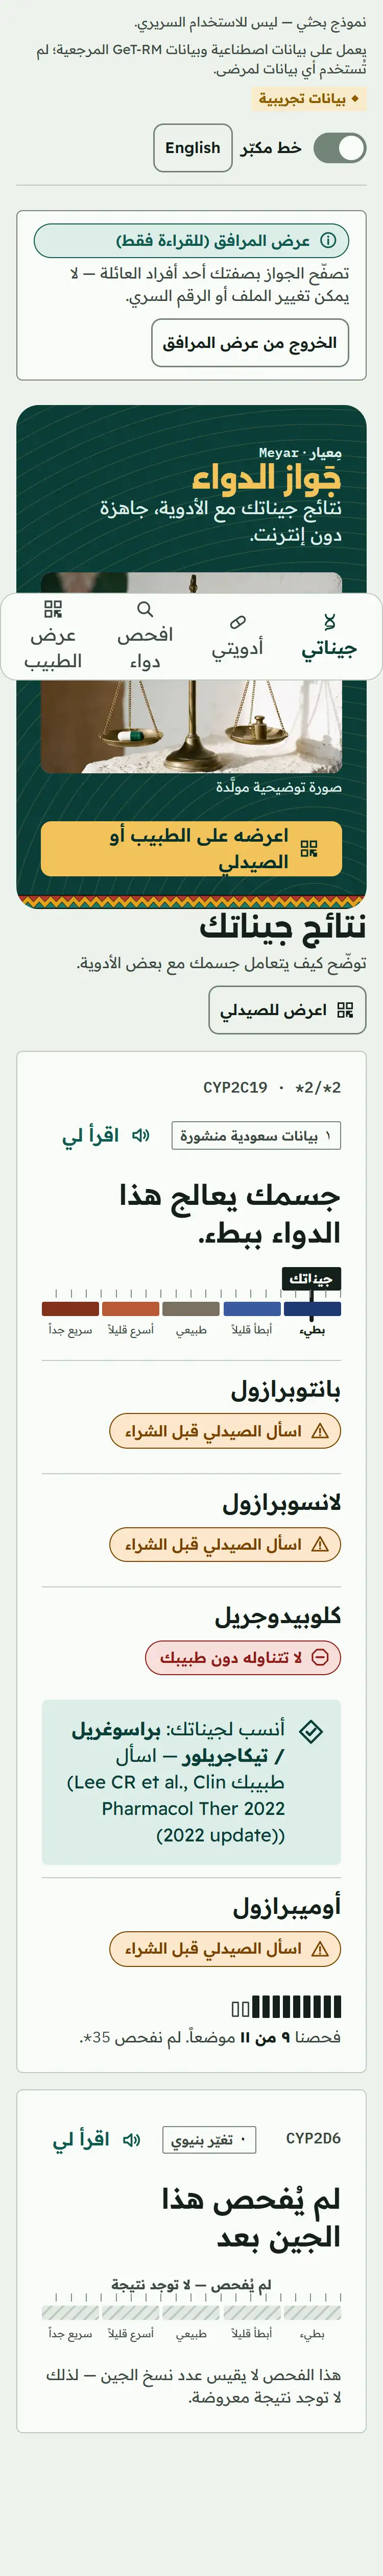 نموذج بحثي — ليس للاستخدام السريري.
يعمل على بيانات اصطناعية وبيانات GeT-RM المرجعية؛ لم
تُستخدم أي بيانات لمرضى.
بيانات تجريبية
خط مكبّر
English
عرض المرافق (للقراءة فقط)
تصفّح الجواز بصفتك أحد أفراد العائلة — لا
يمكن تغيير الملف أو الرقم السري.
الخروج من عرض المرافق
مِعيار · Meyar
جَواز الدواء
نتائج جيناتك مع الأدوية، جاهزة
دون إنترنت.
جيناتي
أدويتي
افحص
دواء
عرض
الطبيب
صورة توضيحية مولَّدة
اعرضه على الطبيب أو
الصيدلي
نتائج جيناتك
توضّح كيف يتعامل جسمك مع بعض الأدوية.
اعرض للصيدلي
CYP2C19 · *2/*2
١ بيانات سعودية منشورة
اقرأ لي
جسمك يعالج هذا
الدواء ببطء.
جيناتك
بطيء
أبطأ قليلاً
طبيعي
أسرع قليلاً
سريع جداً
بانتوبرازول
اسأل الصيدلي قبل الشراء
لانسوبرازول
اسأل الصيدلي قبل الشراء
كلوبيدوجريل
لا تتناوله دون طبيبك
أنسب لجيناتك: براسوغريل
/ تيكاجريلور — اسأل
طبيبك (Lee CR et al., Clin
Pharmacol Ther 2022
(2022 update))
أوميبرازول
اسأل الصيدلي قبل الشراء
فحصنا ٩ من ١١ موضعاً. لم نفحص 35*.
CYP2D6
· تغيّر بنيوي
اقرأ لي
لم يُفحص هذا
الجين بعد
لم يُفحص — لا توجد نتيجة
بطيء
أبطأ قليلاً
طبيعي
أسرع قليلاً
سريع جداً
هذا الفحص لا يقيس عدد نسخ الجين — لذلك
لا توجد نتيجة معروضة.